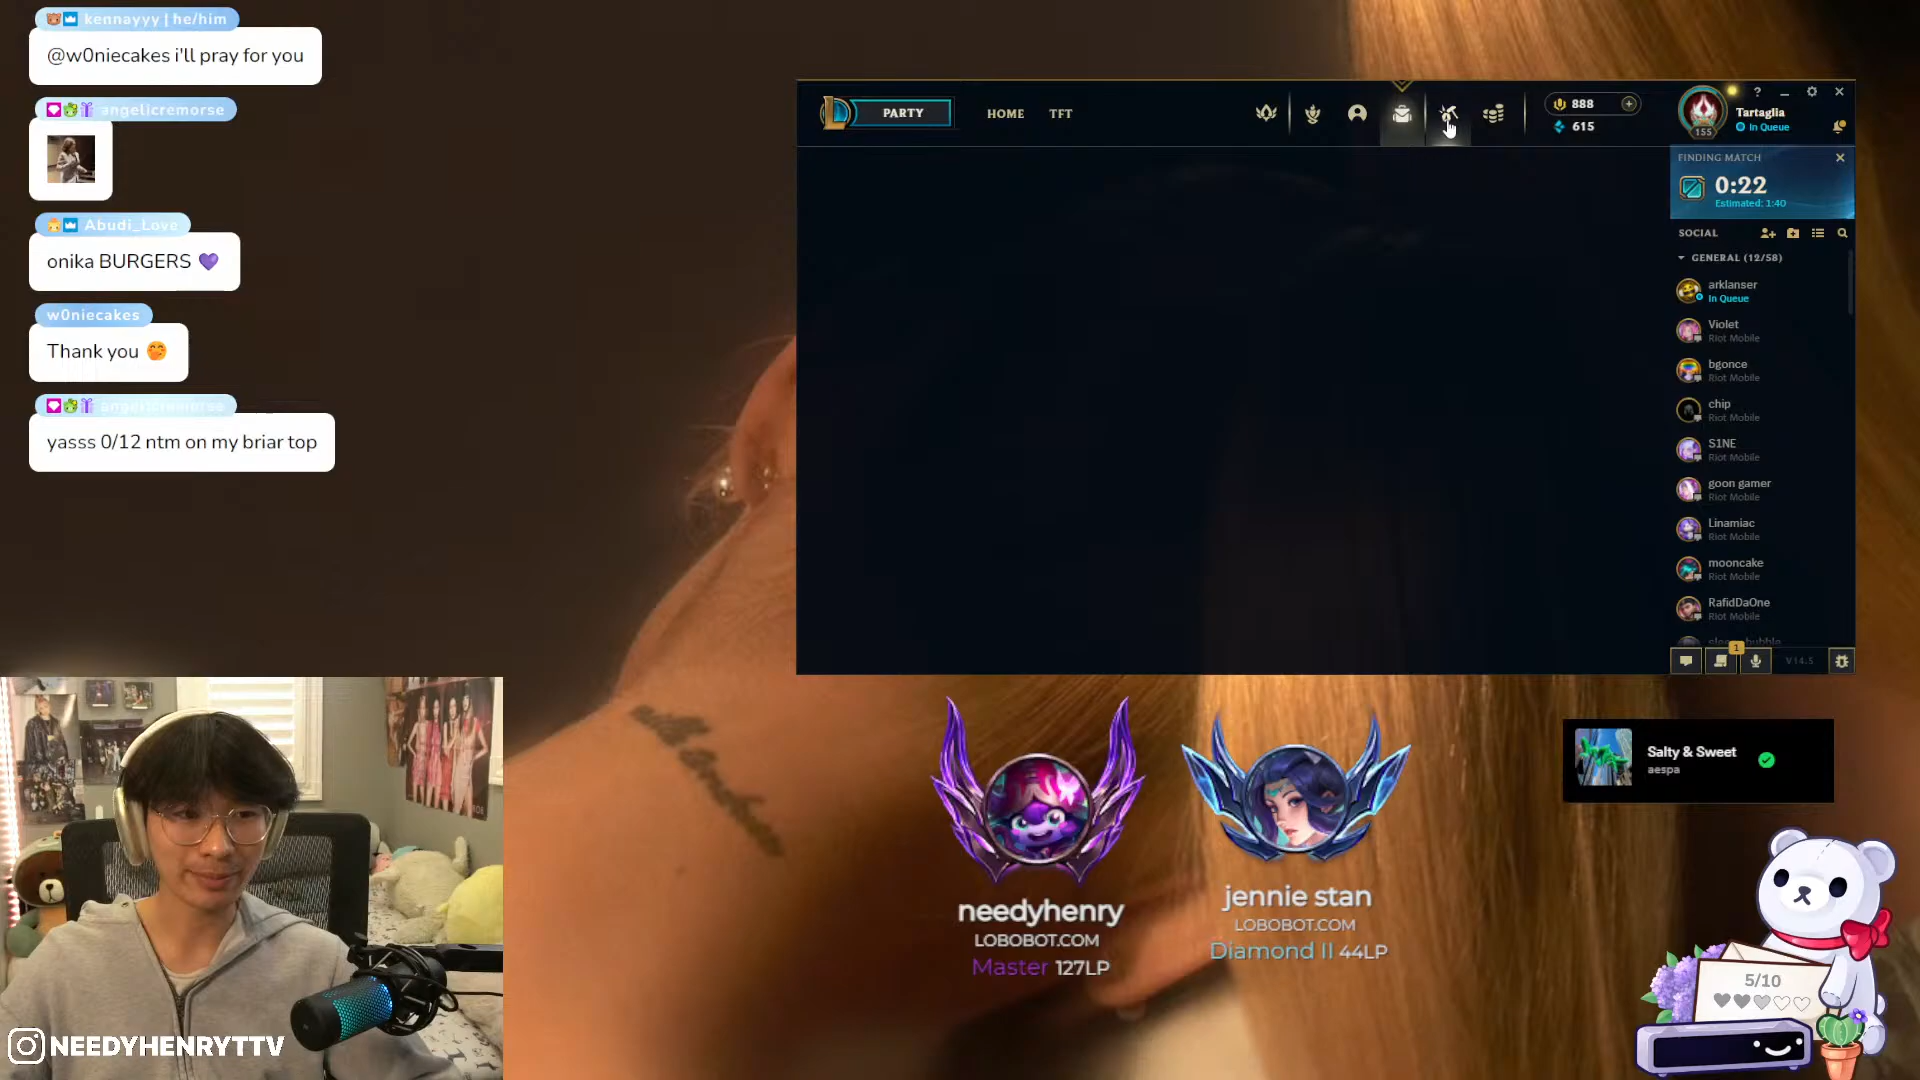 kennayyy | he/him
@w0niecakes i'll pray for you
angelicremorse
Abudi_Love
onika BURGERS
w0niecakes
Thank you
angelicremorse
yasss 0/12 ntm on my briar top
PARTY
HOME
TFT
888
615
155
Tartaglia
In Queue
FINDING MATCH
0:22
Estimated: 1:40
SOCIAL
GENERAL (12/58)
arklanser
In Queue
Violet
Riot Mobile
bgonce
Riot Mobile
chip
Riot Mobile
S1NE
Riot Mobile
goon gamer
Riot Mobile
Linamiac
Riot Mobile
mooncake
Riot Mobile
RafidDaOne
Riot Mobile
1
V14.5
needyhenry
LOBOBOT.COM
Master 127LP
jennie stan
LOBOBOT.COM
Diamond II 44LP
Salty & Sweet
aespa
5/10
NEEDYHENRYTTV